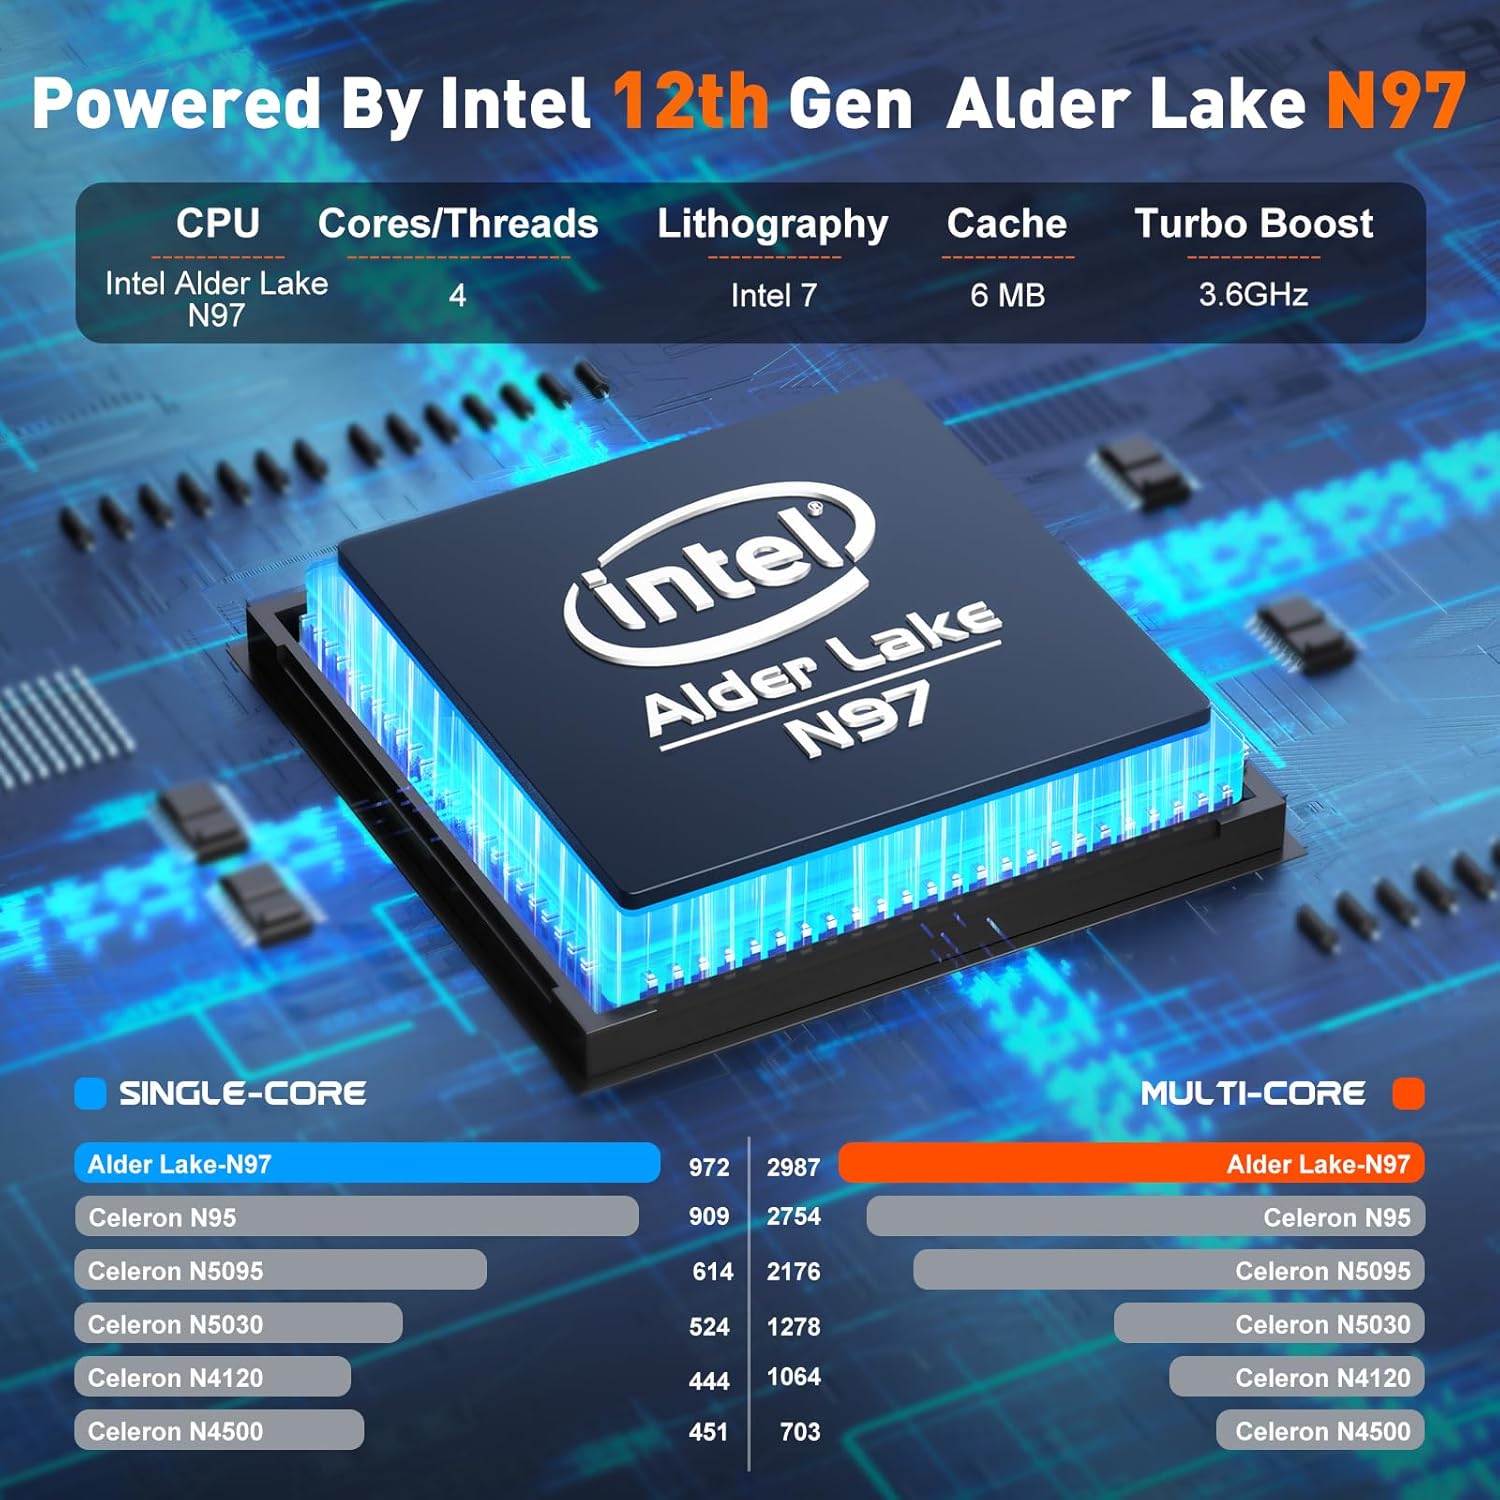 Powered By Intel 12th Gen Alder Lake N97
CPU Cores/Threads Lithography Cache Turbo Boost
Intel Alder Lake
N97
4 Intel 7 6 MB 3.6GHz
intel®
Alder Lake
N97
SINGLE-CORE MULTI-CORE
Alder Lake-N97 972 2987 Alder Lake-N97
Celeron N95 909 2754 Celeron N95
Celeron N5095 614 2176 Celeron N5095
Celeron N5030 524 1278 Celeron N5030
Celeron N4120 444 1064 Celeron N4120
Celeron N4500 451 703 Celeron N4500